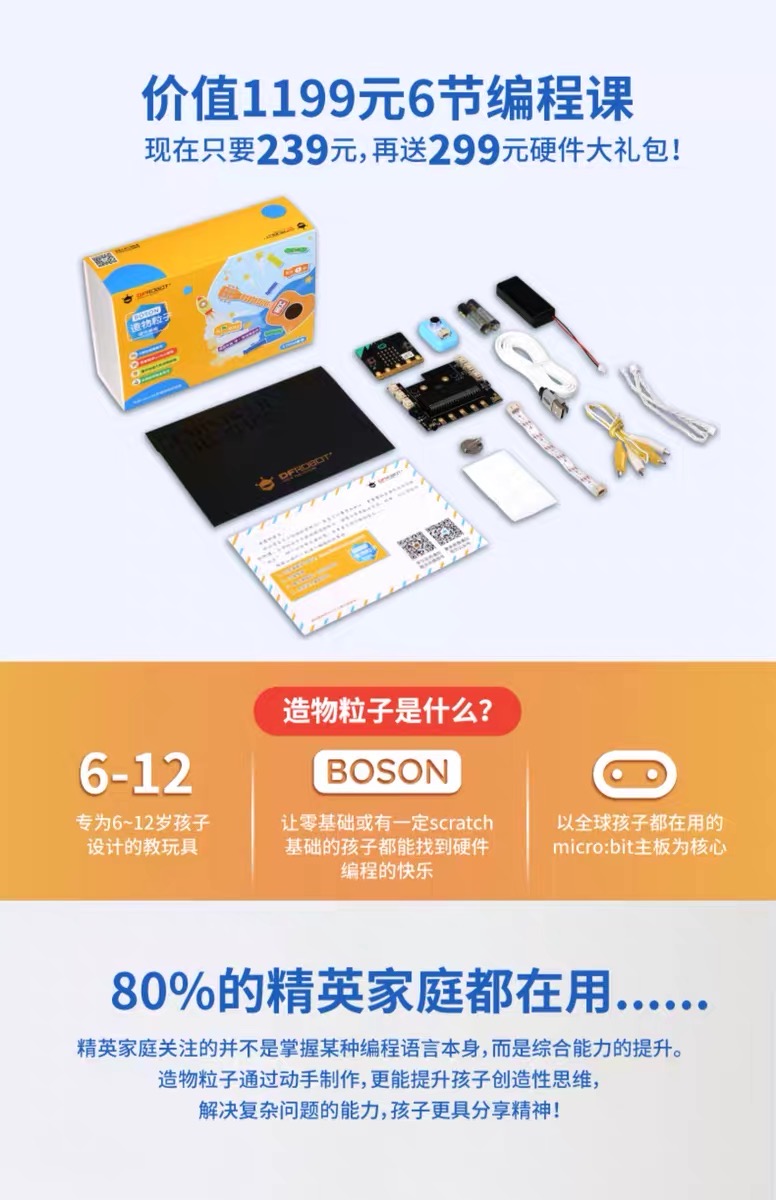 价值1199元6节编程课
现在只要239元,再送299元硬件大礼包!
DFROBOT
BOSON
造物粒子
DFROBOT
DFROBOT
造物粒子是什么?
6-12
专为6~12岁孩子
设计的教玩具
BOSON
让零基础或有一定scratch
基础的孩子都能找到硬件
编程的快乐
以全球孩子都在用的
micro:bit主板为核心
80%的精英家庭都在用......
精英家庭关注的并不是掌握某种编程语言本身,而是综合能力的提升。
造物粒子通过动手制作,更能提升孩子创造性思维,
解决复杂问题的能力,孩子更具分享精神!